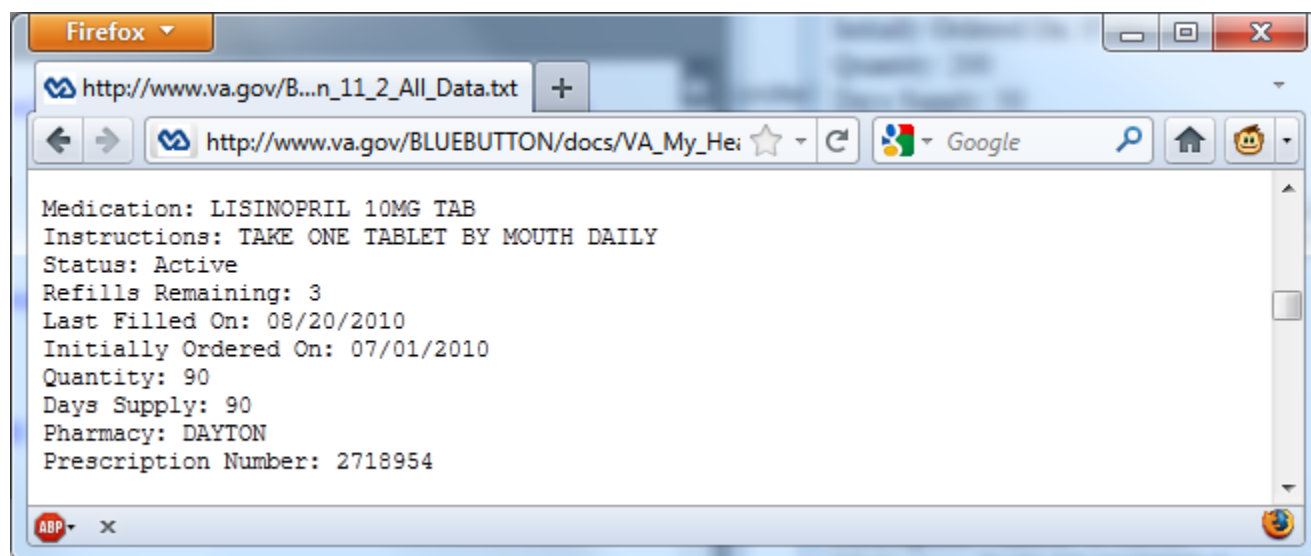 Firefox
http://www.va.gov/B...n_11_2_All_Data.txt
http://www.va.gov/BLUEBUTTON/docs/VA_My_Hea
Google
Medication: LISINOPRIL 10MG TAB
Instructions: TAKE ONE TABLET BY MOUTH DAILY
Status: Active
Refills Remaining: 3
Last Filled On: 08/20/2010
Initially Ordered On: 07/01/2010
Quantity: 90
Days Supply: 90
Pharmacy: DAYTON
Prescription Number: 2718954
ABP